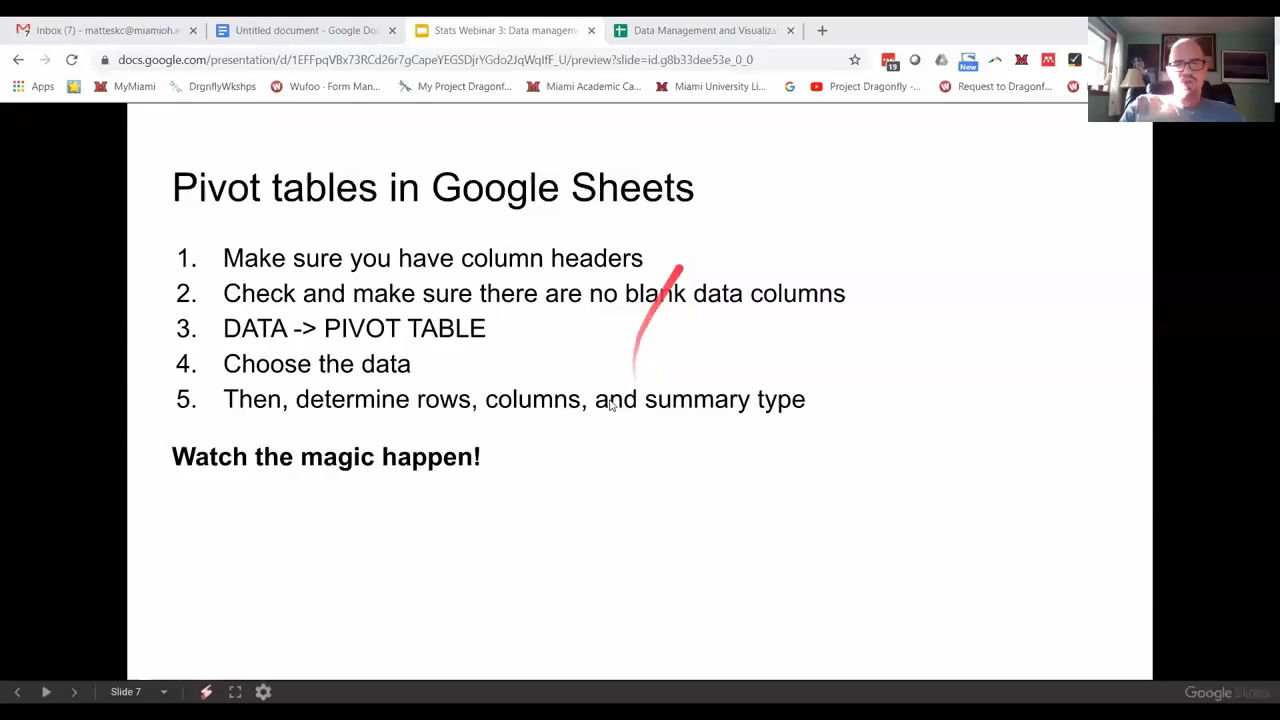 Inbox (7) - matteskc@miamioh.e
Untitled document - Google Do
Stats Webinar 3: Data managem
Data Management and Visualiza
docs.google.com/presentation/d/1EFFpqVBx73PG/2Gr7gCapeYEGSDjrYGdo2JqWqIfF_U/preview?slide=id.g8b33dee53e_0_0
19
New
Apps
MyMiami
DrgnflyWkshps
Wufoo · Form Man...
My Project Dragonf...
Miami Academic Ca...
Miami University Li...
Project Dragonfly -...
Request to Dragonf...
Pivot tables in Google Sheets
1. Make sure you have column headers
2. Check and make sure there are no blank data columns
3. DATA -> PIVOT TABLE
4. Choose the data
5. Then, determine rows, columns, and summary type
Watch the magic happen!
Slide 7
Google Slides